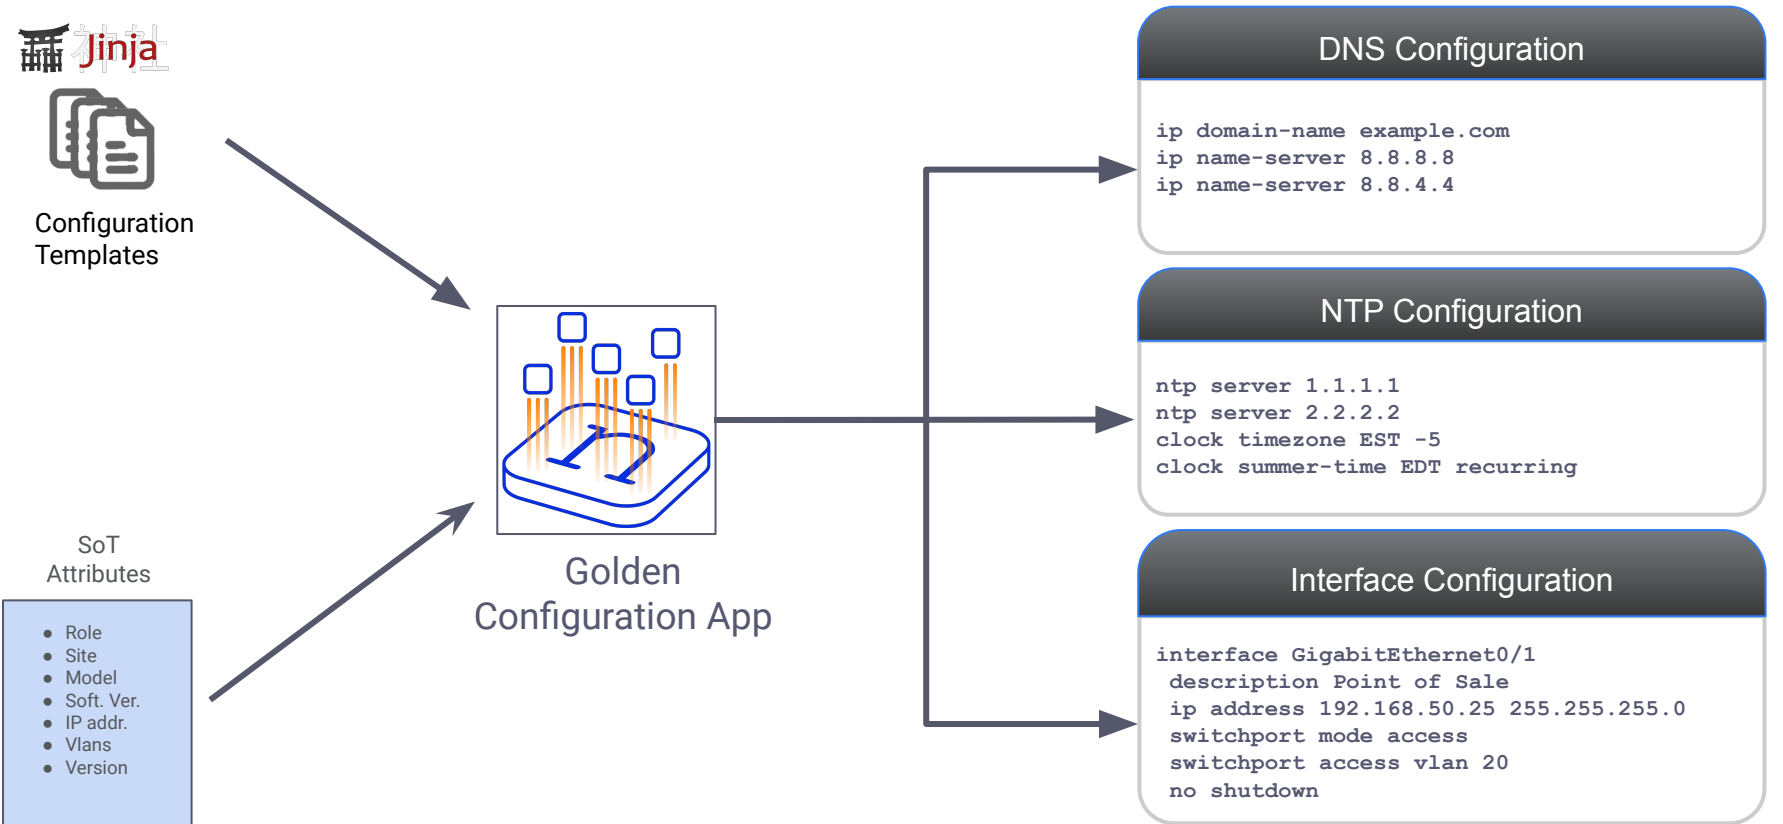 神社
Jinja
Configuration
Templates
SoT
Attributes
● Role
● Site
● Model
● Soft. Ver.
● IP addr.
● Vlans
● Version
Golden
Configuration App
DNS Configuration
ip domain-name example.com
ip name-server 8.8.8.8
ip name-server 8.8.4.4
NTP Configuration
ntp server 1.1.1.1
ntp server 2.2.2.2
clock timezone EST -5
clock summer-time EDT recurring
Interface Configuration
interface GigabitEthernet0/1
 description Point of Sale
 ip address 192.168.50.25 255.255.255.0
 switchport mode access
 switchport access vlan 20
 no shutdown